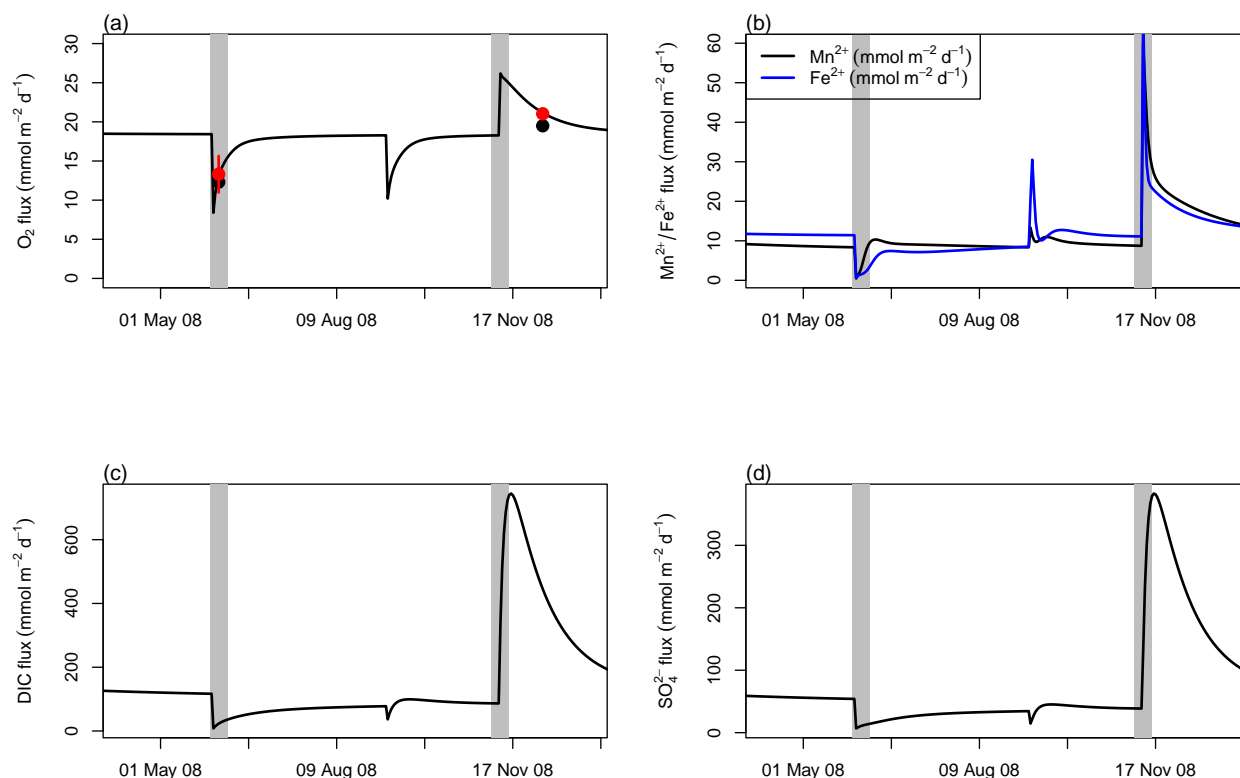 (a)
O₂ flux (mmol m⁻² d⁻¹)
30
25
20
15
10
5
0
01 May 08
09 Aug 08
17 Nov 08
(b)
Mn²⁺/Fe²⁺ flux (mmol m⁻² d⁻¹)
60
50
40
30
20
10
0
Mn²⁺ (mmol m⁻² d⁻¹)
Fe²⁺ (mmol m⁻² d⁻¹)
01 May 08
09 Aug 08
17 Nov 08
(c)
DIC flux (mmol m⁻² d⁻¹)
600
400
200
0
01 May 08
09 Aug 08
17 Nov 08
(d)
SO₄²⁻ flux (mmol m⁻² d⁻¹)
300
200
100
0
01 May 08
09 Aug 08
17 Nov 08